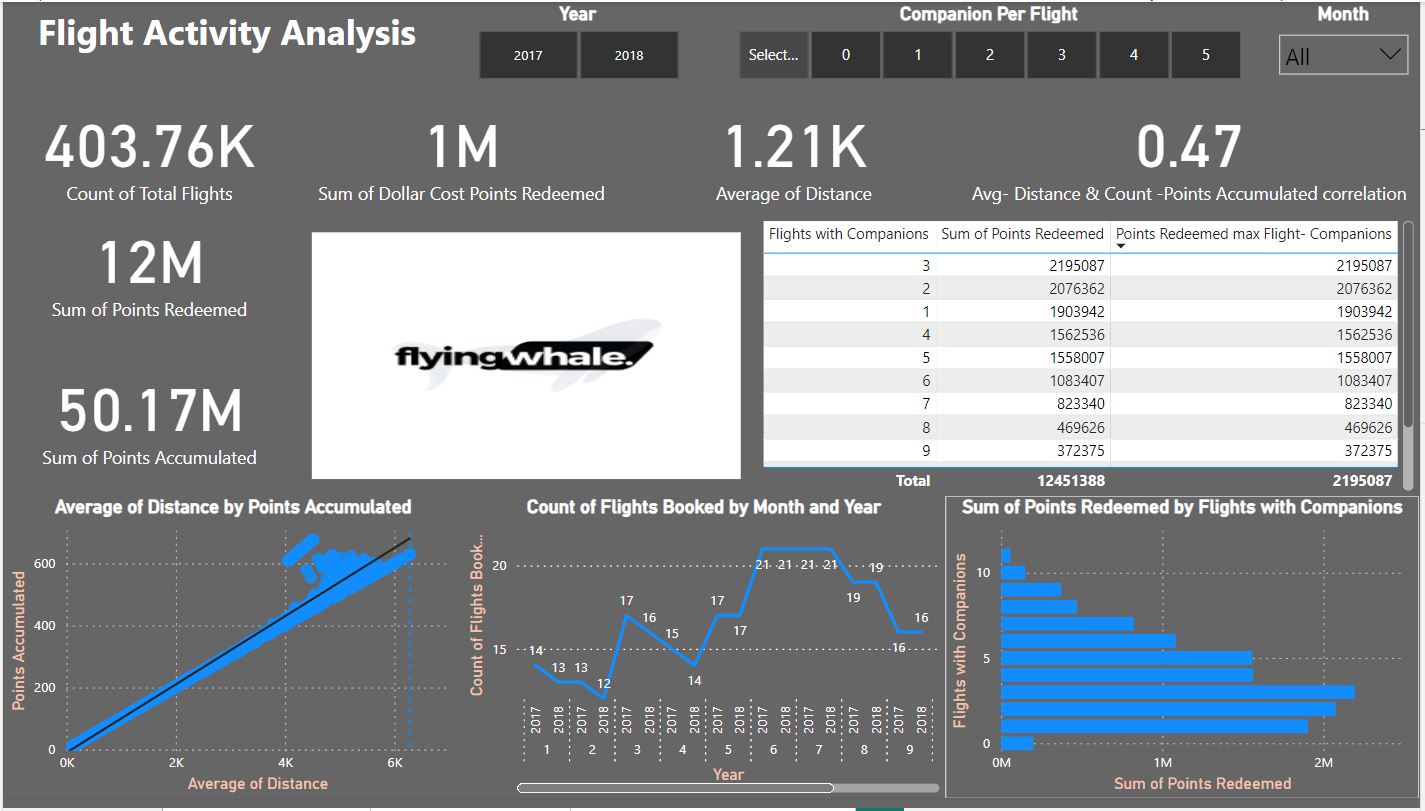 Flight Activity Analysis
Year
2017 2018
Companion Per Flight
Select... 0 1 2 3 4 5
Month
All
403.76K
Count of Total Flights
1M
Sum of Dollar Cost Points Redeemed
1.21K
Average of Distance
0.47
Avg- Distance & Count -Points Accumulated correlation
12M
Sum of Points Redeemed
50.17M
Sum of Points Accumulated
flyingwhale.
Flights with Companions Sum of Points Redeemed Points Redeemed max Flight- Companions
3 2195087 2195087
2 2076362 2076362
1 1903942 1903942
4 1562536 1562536
5 1558007 1558007
6 1083407 1083407
7 823340 823340
8 469626 469626
9 372375 372375
Total 12451388 2195087
Average of Distance by Points Accumulated
Points Accumulated
600
400
200
0
0K 2K 4K 6K
Average of Distance
Count of Flights Booked by Month and Year
Count of Flights Book...
20
15
14 13 13 12 17 16 15 14 17 17 21 21 21 21 19 19 16 16
2017 2018 2017 2018 2017 2018 2017 2018 2017 2018 2017 2018 2017 2018 2017 2018 2017 2018
1 2 3 4 5 6 7 8 9
Year
Sum of Points Redeemed by Flights with Companions
Flights with Companions
10
5
0
0M 1M 2M
Sum of Points Redeemed